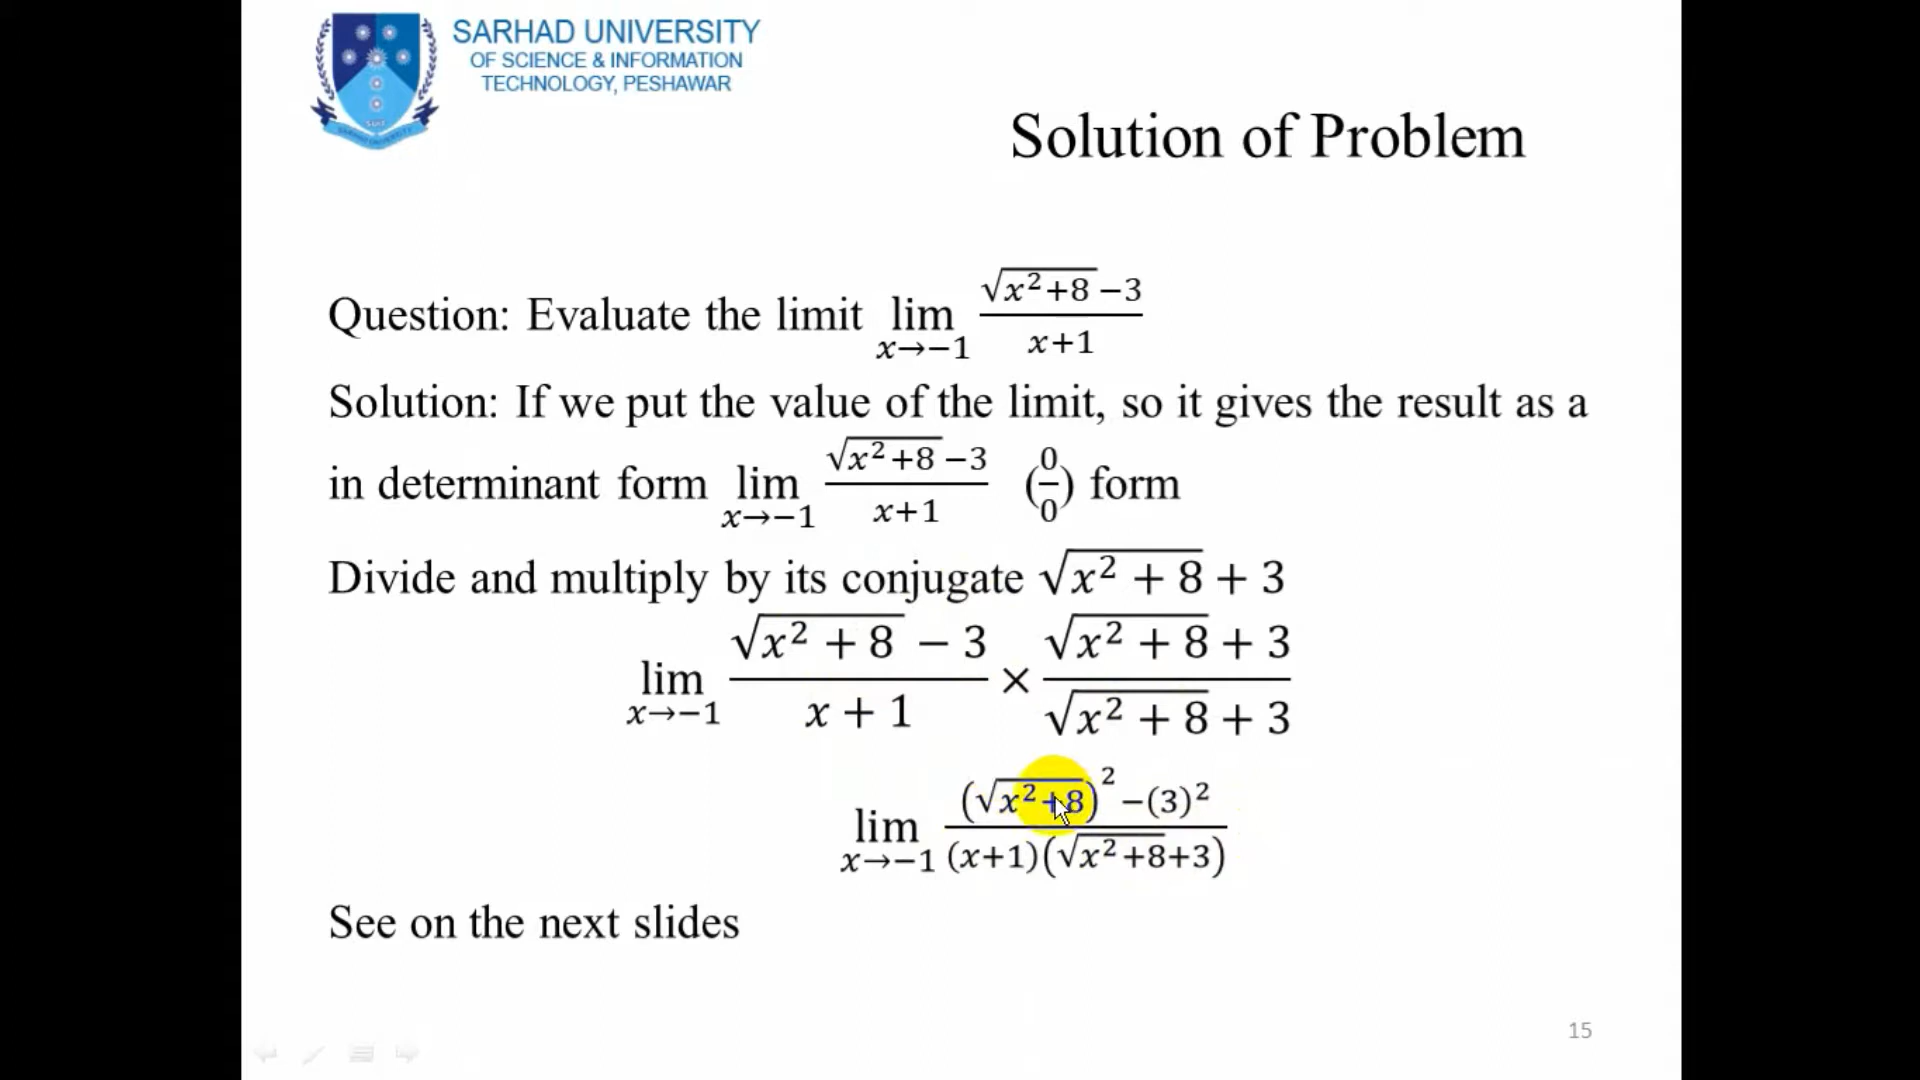 SARHAD UNIVERSITY
OF SCIENCE & INFORMATION
TECHNOLOGY, PESHAWAR
SUIT
SARHAD UNIVERSITY
Solution of Problem
Question: Evaluate the limit lim x→−1 (√(x²+8) −3)/(x+1)
Solution: If we put the value of the limit, so it gives the result as a
in determinant form lim x→−1 (√(x²+8) −3)/(x+1) (0/0) form
Divide and multiply by its conjugate √(x² + 8) + 3
lim x→−1 (√(x² + 8) − 3)/(x + 1) × (√(x² + 8) + 3)/(√(x² + 8) + 3)
lim x→−1 ((√(x²+8))² −(3)²)/((x+1)(√(x²+8)+3))
See on the next slides
15